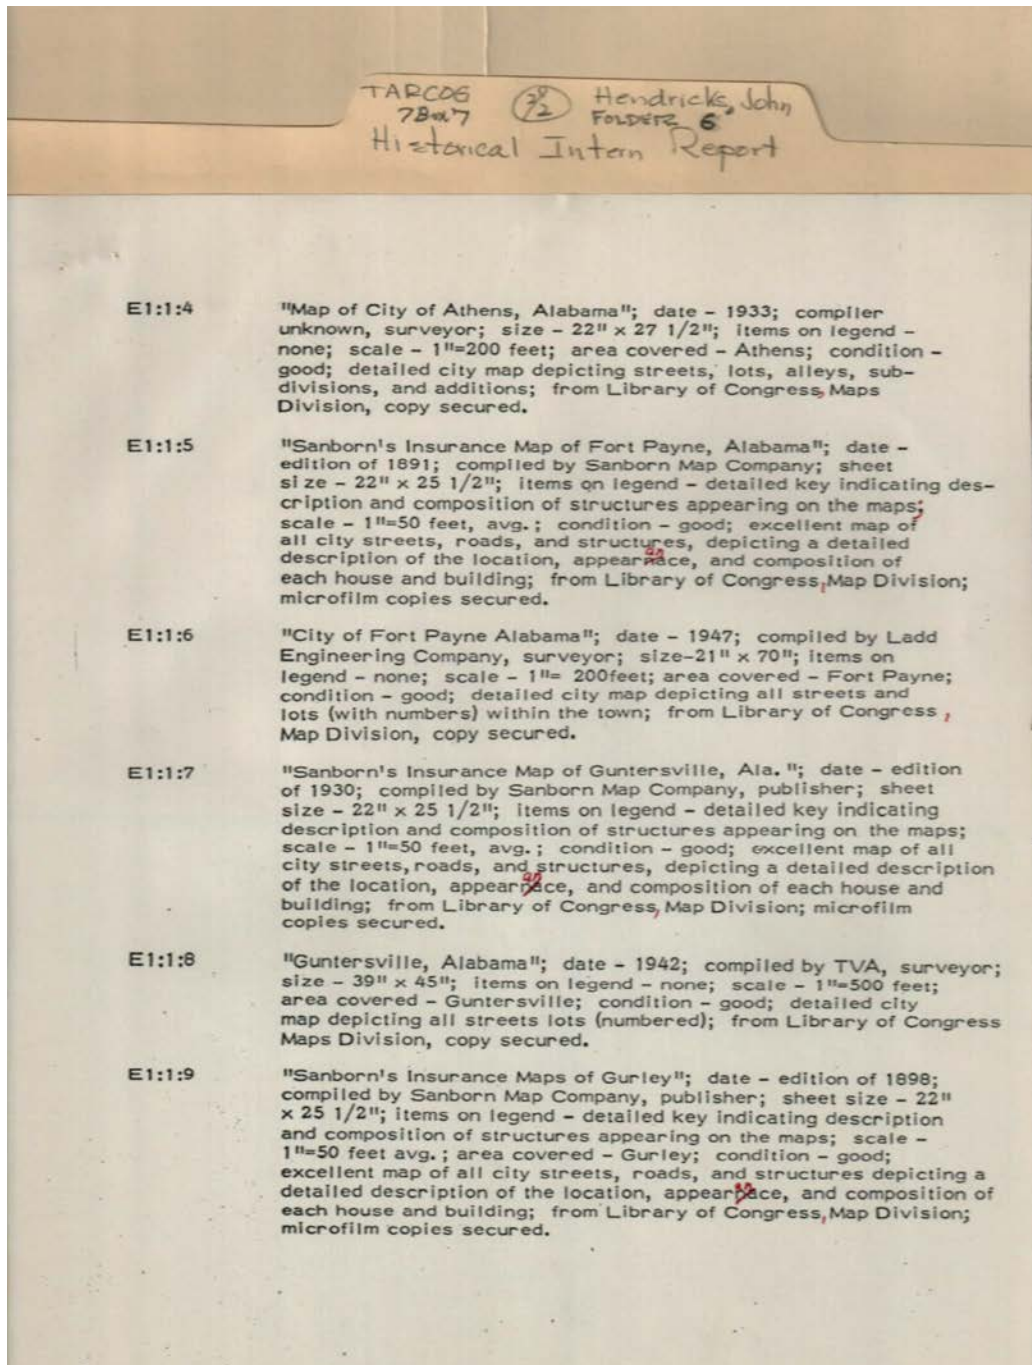 TARCOG Hendricks, John
FOLDER 6
Historical Intern Report
E1:1:4 "Map of City of Athens, Alabama"; date - 1933; compiler
unknown, surveyor; size - 22" x 27 1/2"; items on legend -
none; scale - 1"=200 feet; area covered - Athens; condition -
good; detailed city map depicting streets, lots, alleys, sub-
divisions, and additions; from Library of Congress, Maps
Division, copy secured.
E1:1:5 "Sanborn's Insurance Map of Fort Payne, Alabama"; date -
edition of 1891; compiled by Sanborn Map Company; sheet
size - 22" x 25 1/2"; items on legend - detailed key indicating des-
cription and composition of structures appearing on the maps;
scale - 1"=50 feet, avg.; condition - good; excellent map of
all city streets, roads, and structures, depicting a detailed
description of the location, appearance, and composition of
each house and building; from Library of Congress, Map Division;
microfilm copies secured.
E1:1:6 "City of Fort Payne Alabama"; date - 1947; compiled by Ladd
Engineering Company, surveyor; size-21" x 70"; items on
legend - none; scale - 1"= 200feet; area covered - Fort Payne;
condition - good; detailed city map depicting all streets and
lots (with numbers) within the town; from Library of Congress,
Map Division, copy secured.
E1:1:7 "Sanborn's Insurance Map of Guntersville, Ala."; date - edition
of 1930; compiled by Sanborn Map Company, publisher; sheet
size - 22" x 25 1/2"; items on legend - detailed key indicating
description and composition of structures appearing on the maps;
scale - 1"=50 feet, avg.; condition - good; excellent map of all
city streets, roads, and structures, depicting a detailed description
of the location, appearance, and composition of each house and
building; from Library of Congress, Map Division; microfilm
copies secured.
E1:1:8 "Guntersville, Alabama"; date - 1942; compiled by TVA, surveyor;
size - 39" x 45"; items on legend - none; scale - 1"=500 feet;
area covered - Guntersville; condition - good; detailed city
map depicting all streets lots (numbered); from Library of Congress
Maps Division, copy secured.
E1:1:9 "Sanborn's Insurance Maps of Gurley"; date - edition of 1898;
compiled by Sanborn Map Company, publisher; sheet size - 22"
x 25 1/2"; items on legend - detailed key indicating description
and composition of structures appearing on the maps; scale -
1"=50 feet avg.; area covered - Gurley; condition - good;
excellent map of all city streets, roads, and structures depicting a
detailed description of the location, appearance, and composition of
each house and building; from Library of Congress, Map Division;
microfilm copies secured.